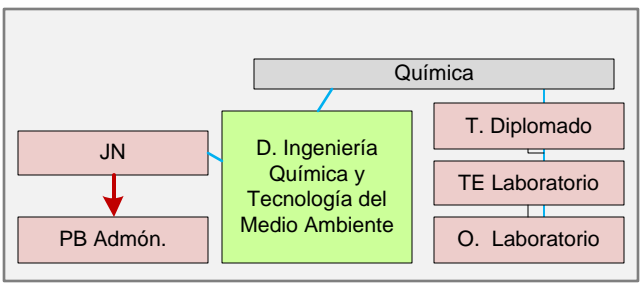 Química
JN
PB Admón.
D. Ingeniería
Química y
Tecnología del
Medio Ambiente
T. Diplomado
TE Laboratorio
O. Laboratorio